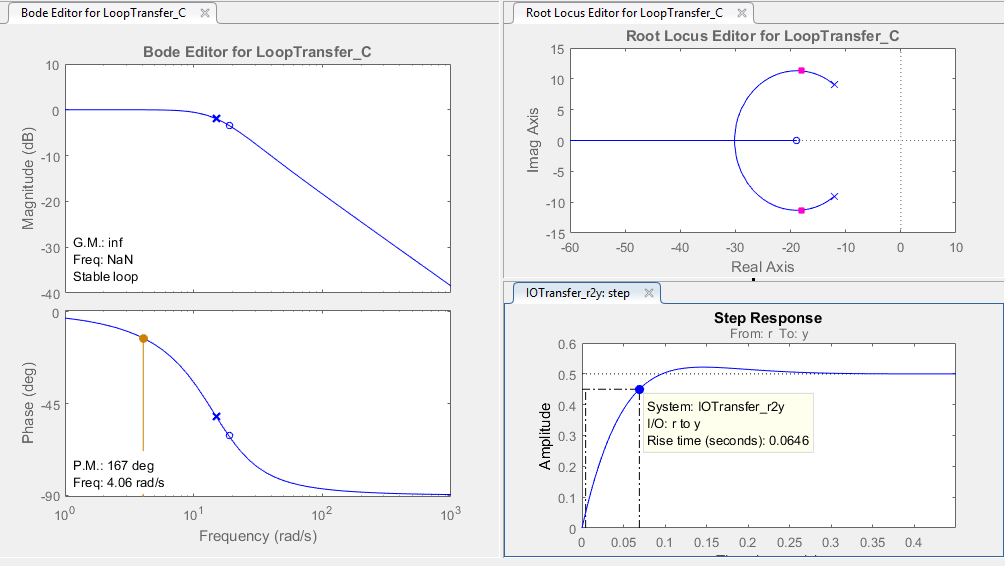 Bode Editor for LoopTransfer_C
Bode Editor for LoopTransfer_C
10
0
-10
-20
-30
-40
Magnitude (dB)
G.M.: inf
Freq: NaN
Stable loop
0
-45
-90
Phase (deg)
P.M.: 167 deg
Freq: 4.06 rad/s
10^0 10^1 10^2 10^3
Frequency (rad/s)
Root Locus Editor for LoopTransfer_C
Root Locus Editor for LoopTransfer_C
15
10
5
0
-5
-10
-15
Imag Axis
-60 -50 -40 -30 -20 -10 0 10
Real Axis
IOTransfer_r2y: step
Step Response
From: r To: y
0.6
0.5
0.4
0.3
0.2
0.1
0
Amplitude
System: IOTransfer_r2y
I/O: r to y
Rise time (seconds): 0.0646
0 0.05 0.1 0.15 0.2 0.25 0.3 0.35 0.4